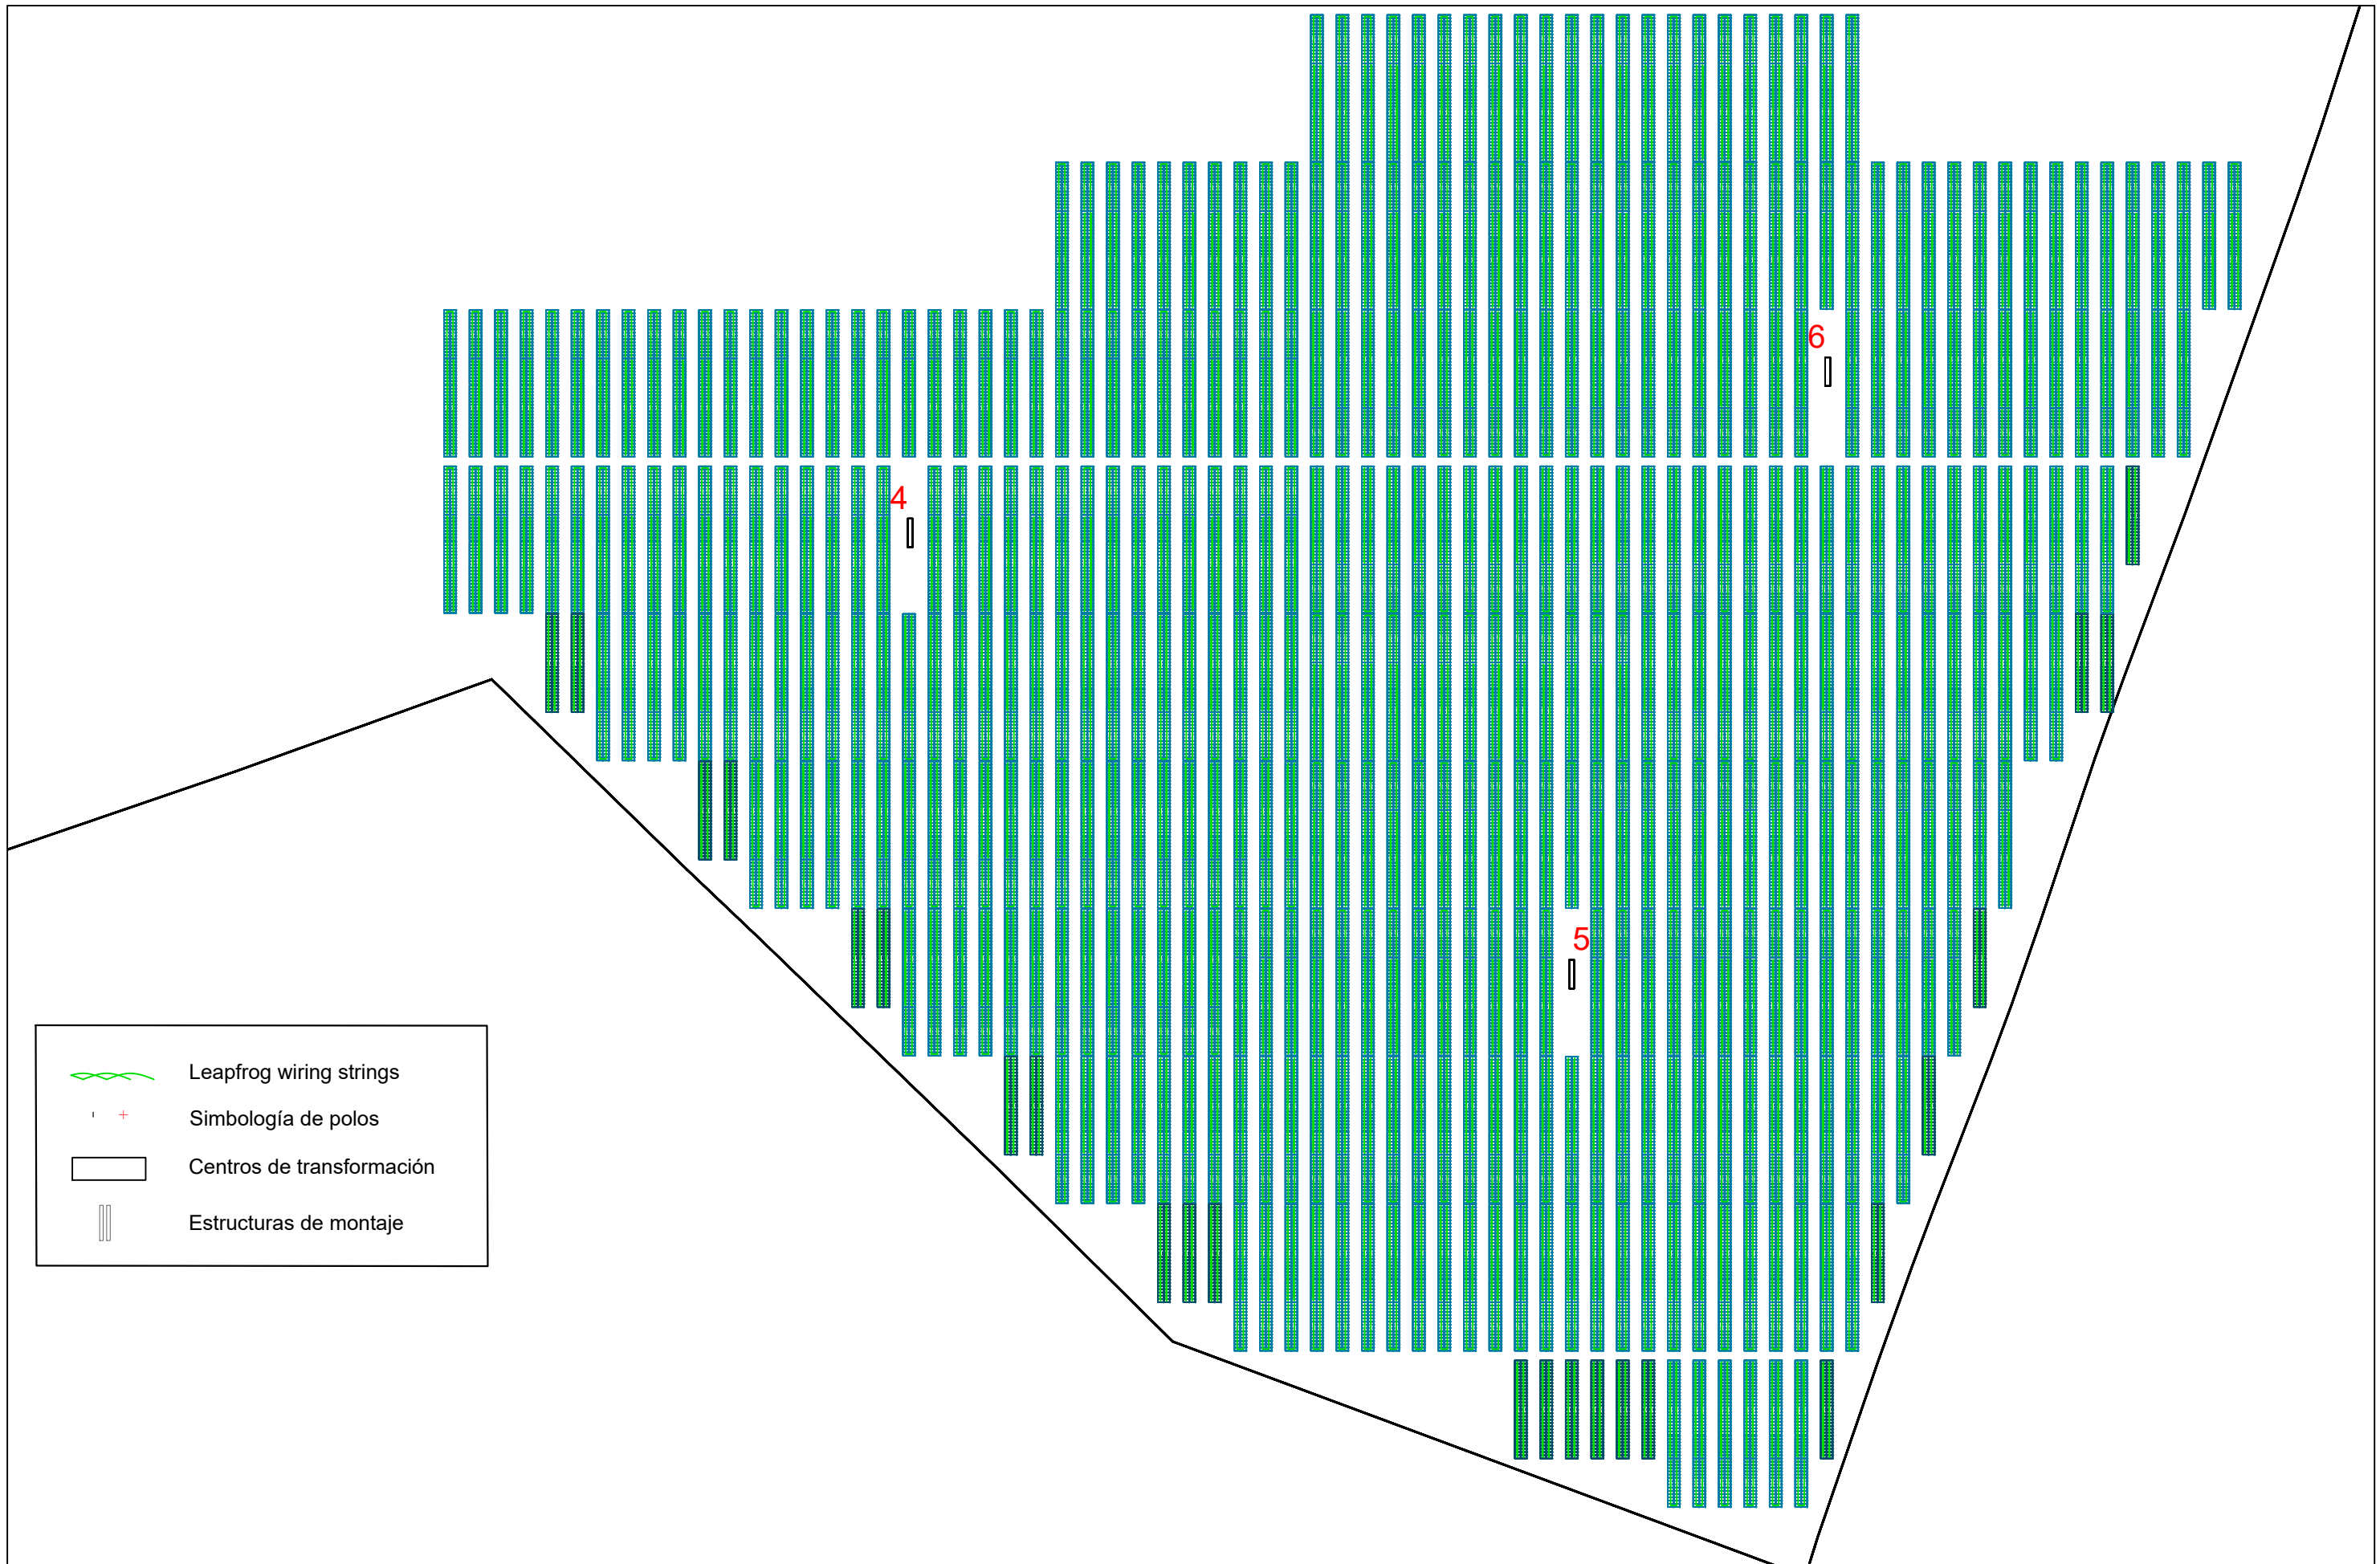 6
4
5
Leapfrog wiring strings
Simbología de polos
Centros de transformación
Estructuras de montaje